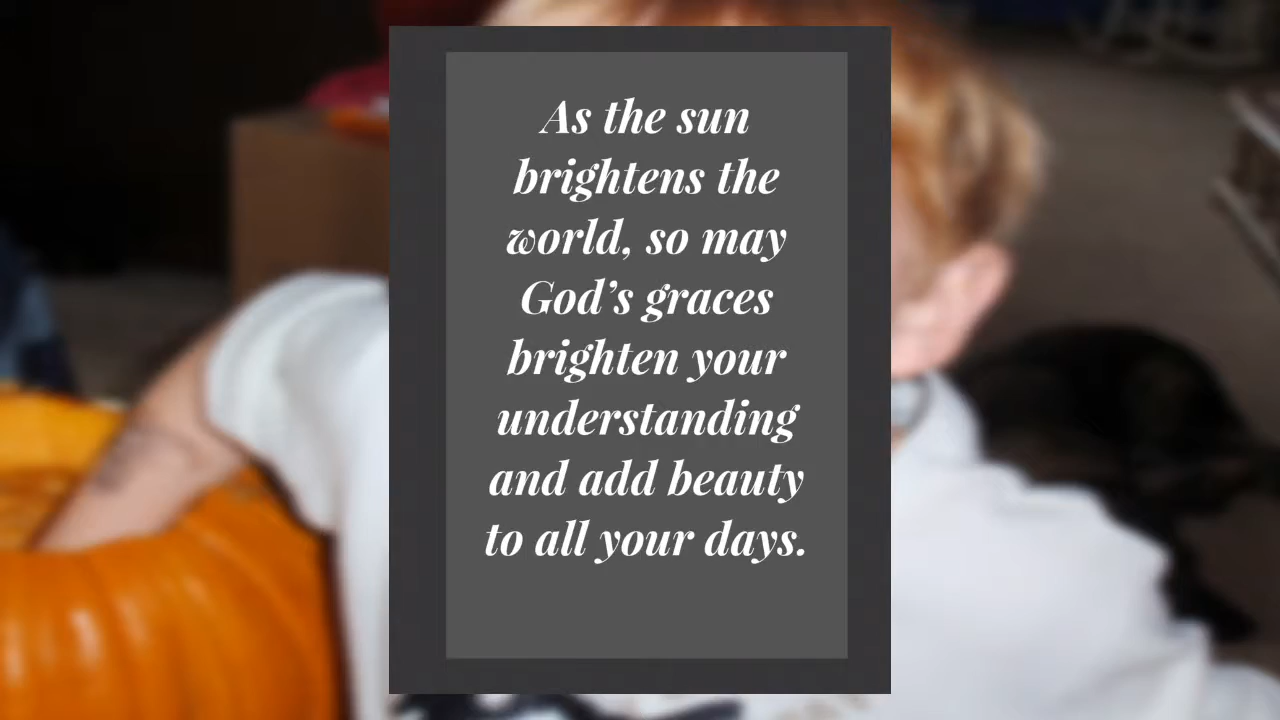 As the sun
brightens the
world, so may
God’s graces
brighten your
understanding
and add beauty
to all your days.